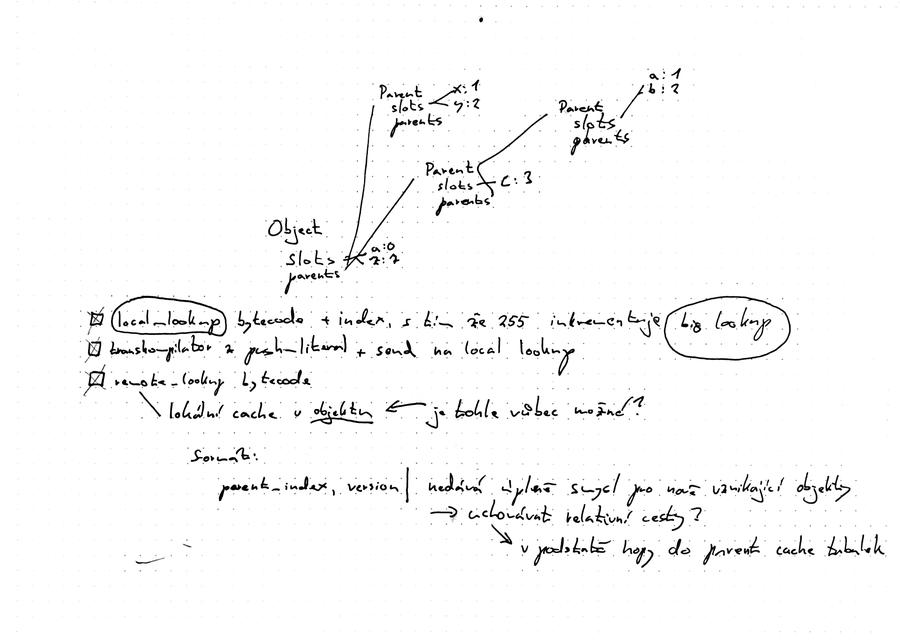 Parent
slots
parents
x: 1
y: 2
Parent
slots
parents
a: 1
b: 2
Parent
slots
parents
c: 3
Object
slots
parents
a: 0
z: 7
local_lookup bytecode + index, s tím že 255 inkrementuje big lookup
transkompilátor z push_literal + send na local lookup
remote_lookup bytecode
lokální cache v objektu ← je tohle vůbec možné?
formát:
parent_index, version | nedává úplně smysl pro nově vznikající objekty
→ uchovávat relativní cesty?
v podstatě hopy do parent cache tabulek